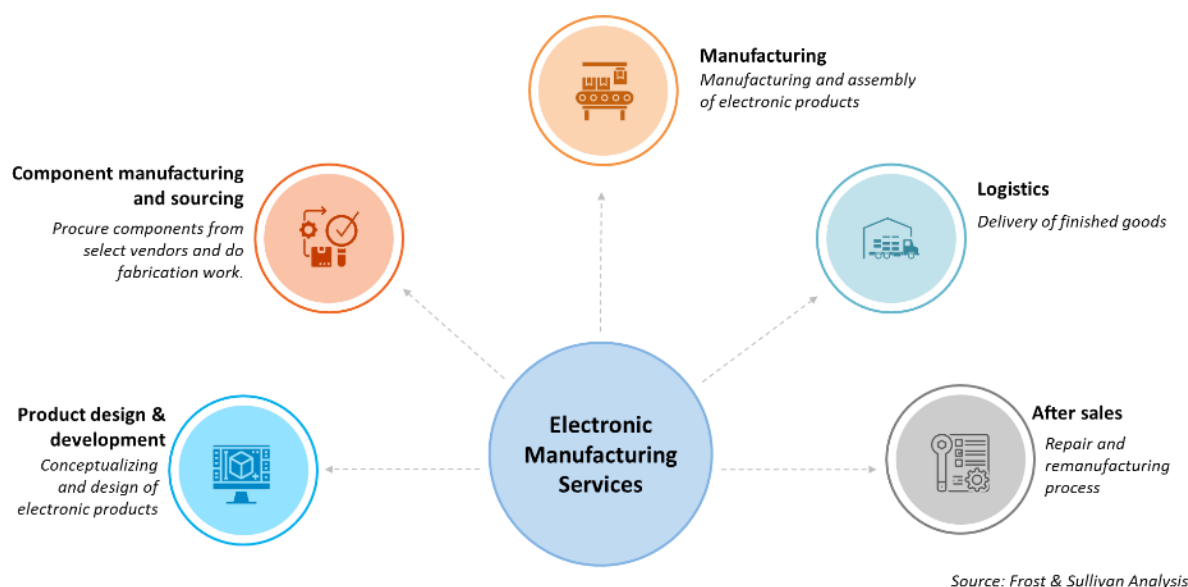 Manufacturing
Manufacturing and assembly
of electronic products
Component manufacturing
and sourcing
Procure components from
select vendors and do
fabrication work.
Logistics
Delivery of finished goods
Electronic
Manufacturing
Services
Product design &
development
Conceptualizing
and design of
electronic products
After sales
Repair and
remanufacturing
process
Source: Frost & Sullivan Analysis